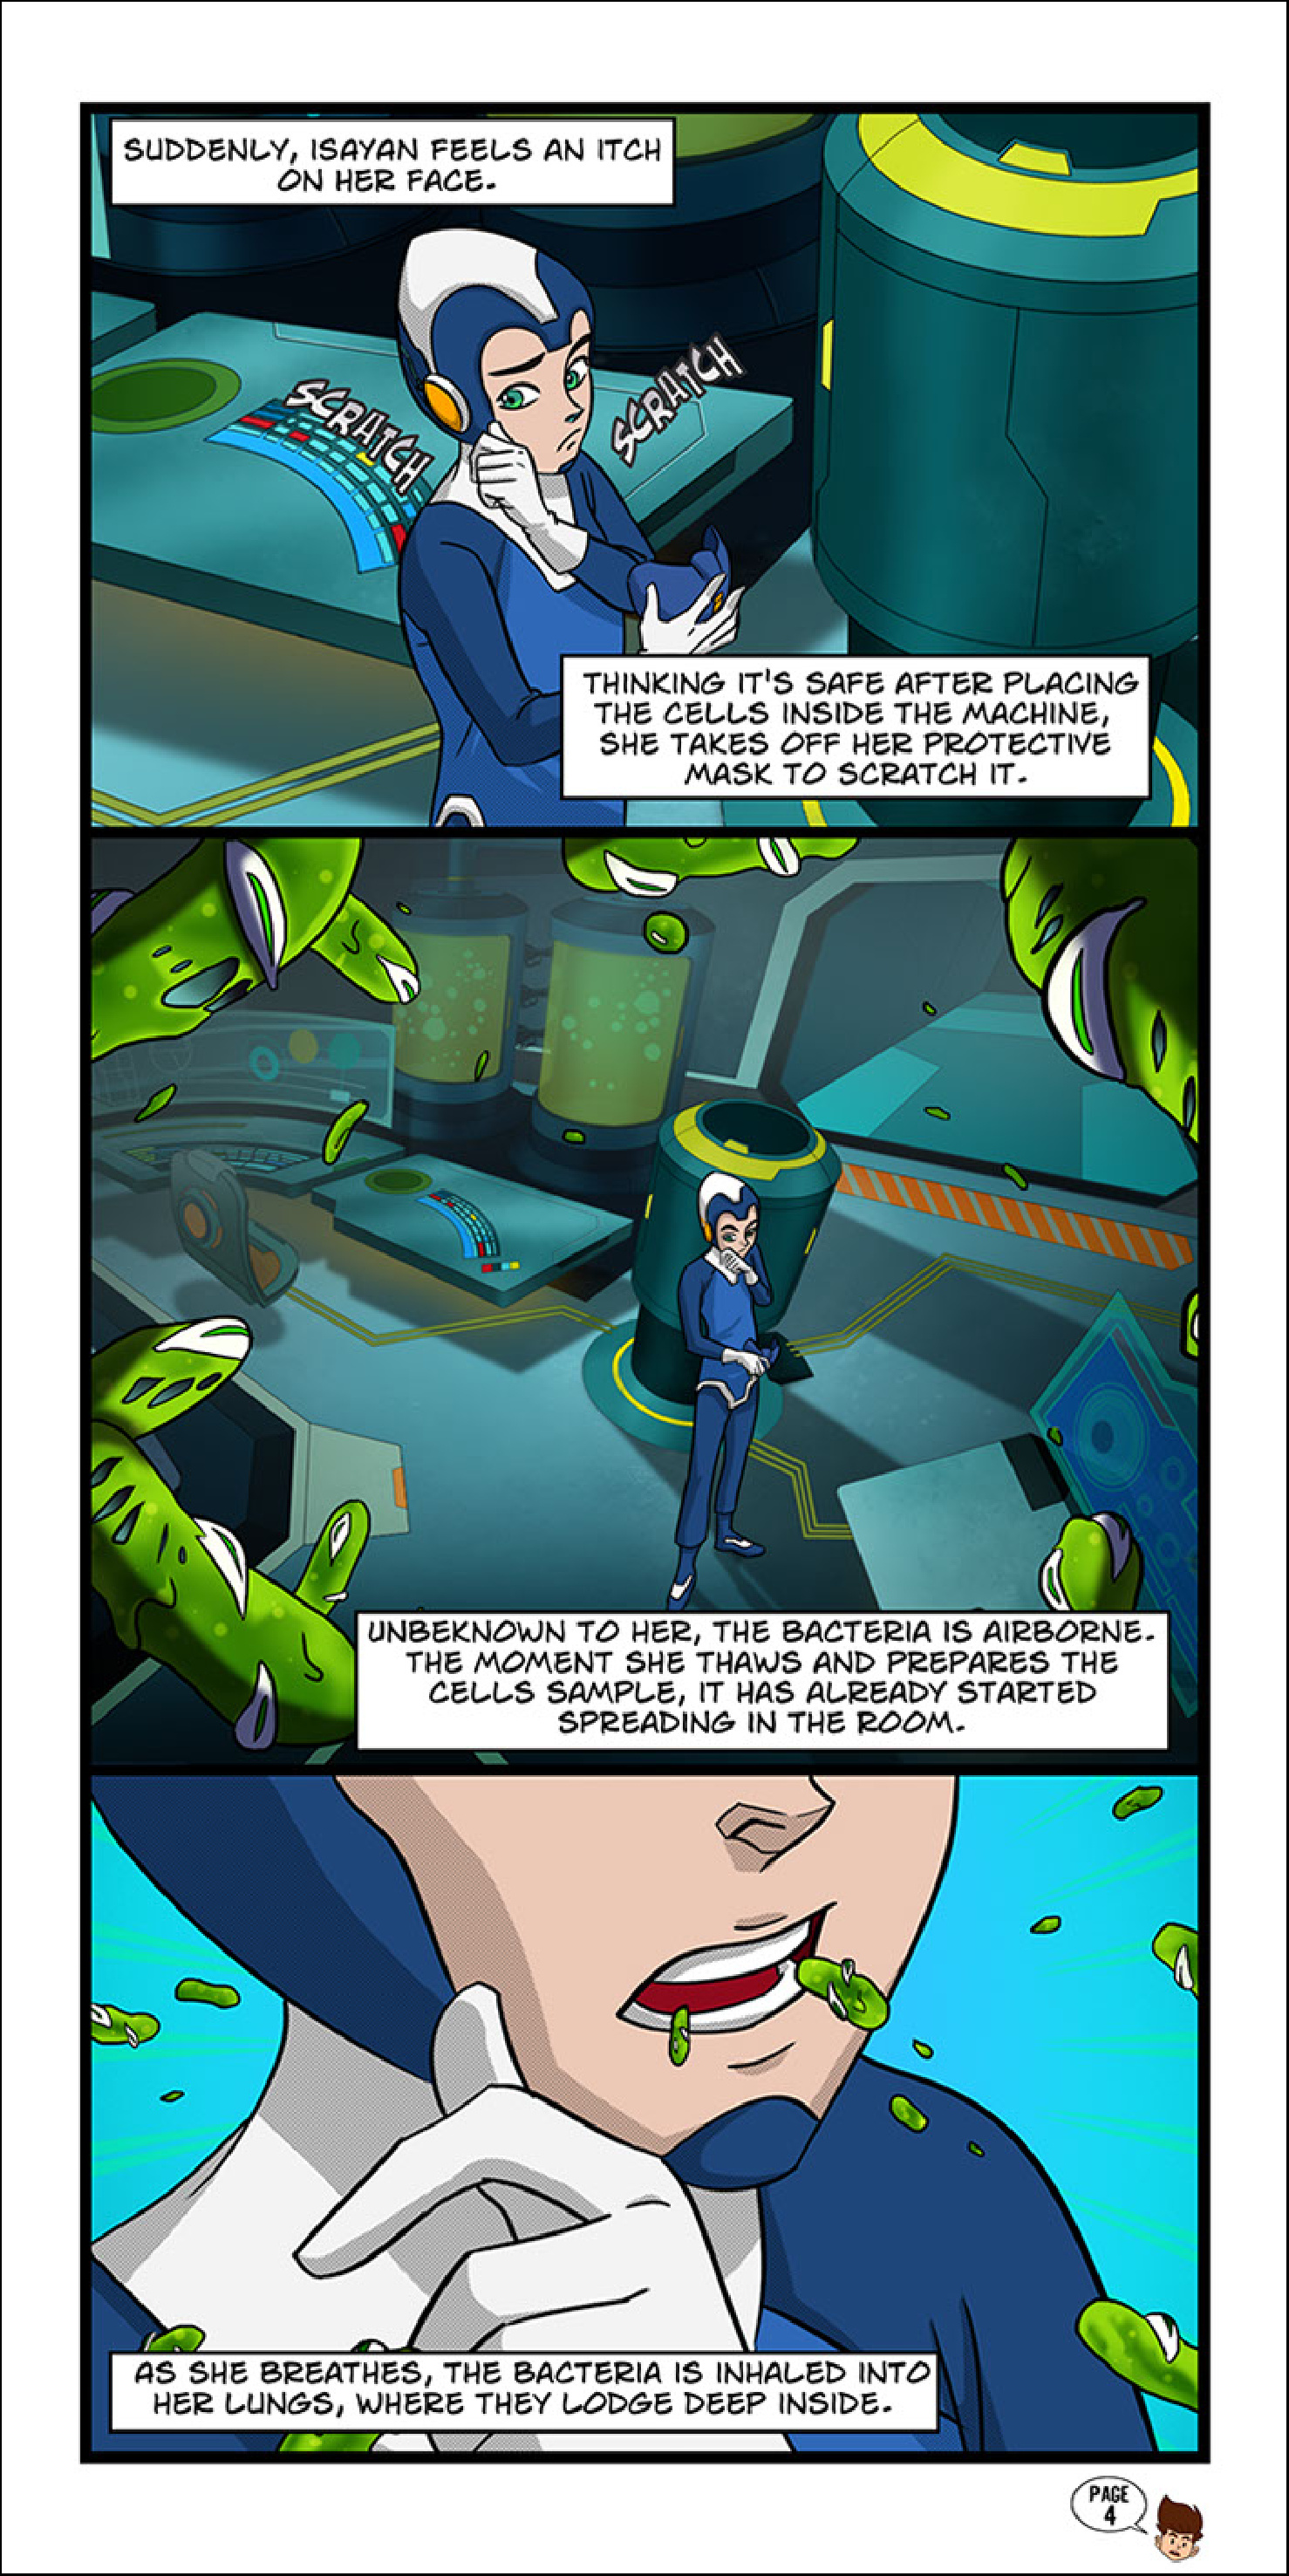 SUDDENLY, ISAYAN FEELS AN ITCH
ON HER FACE.
SCRATCH
SCRATCH
THINKING IT'S SAFE AFTER PLACING
THE CELLS INSIDE THE MACHINE,
SHE TAKES OFF HER PROTECTIVE
MASK TO SCRATCH IT.
UNBEKNOWN TO HER, THE BACTERIA IS AIRBORNE.
THE MOMENT SHE THAWS AND PREPARES THE
CELLS SAMPLE, IT HAS ALREADY STARTED
SPREADING IN THE ROOM.
AS SHE BREATHES, THE BACTERIA IS INHALED INTO
HER LUNGS, WHERE THEY LODGE DEEP INSIDE.
PAGE
4